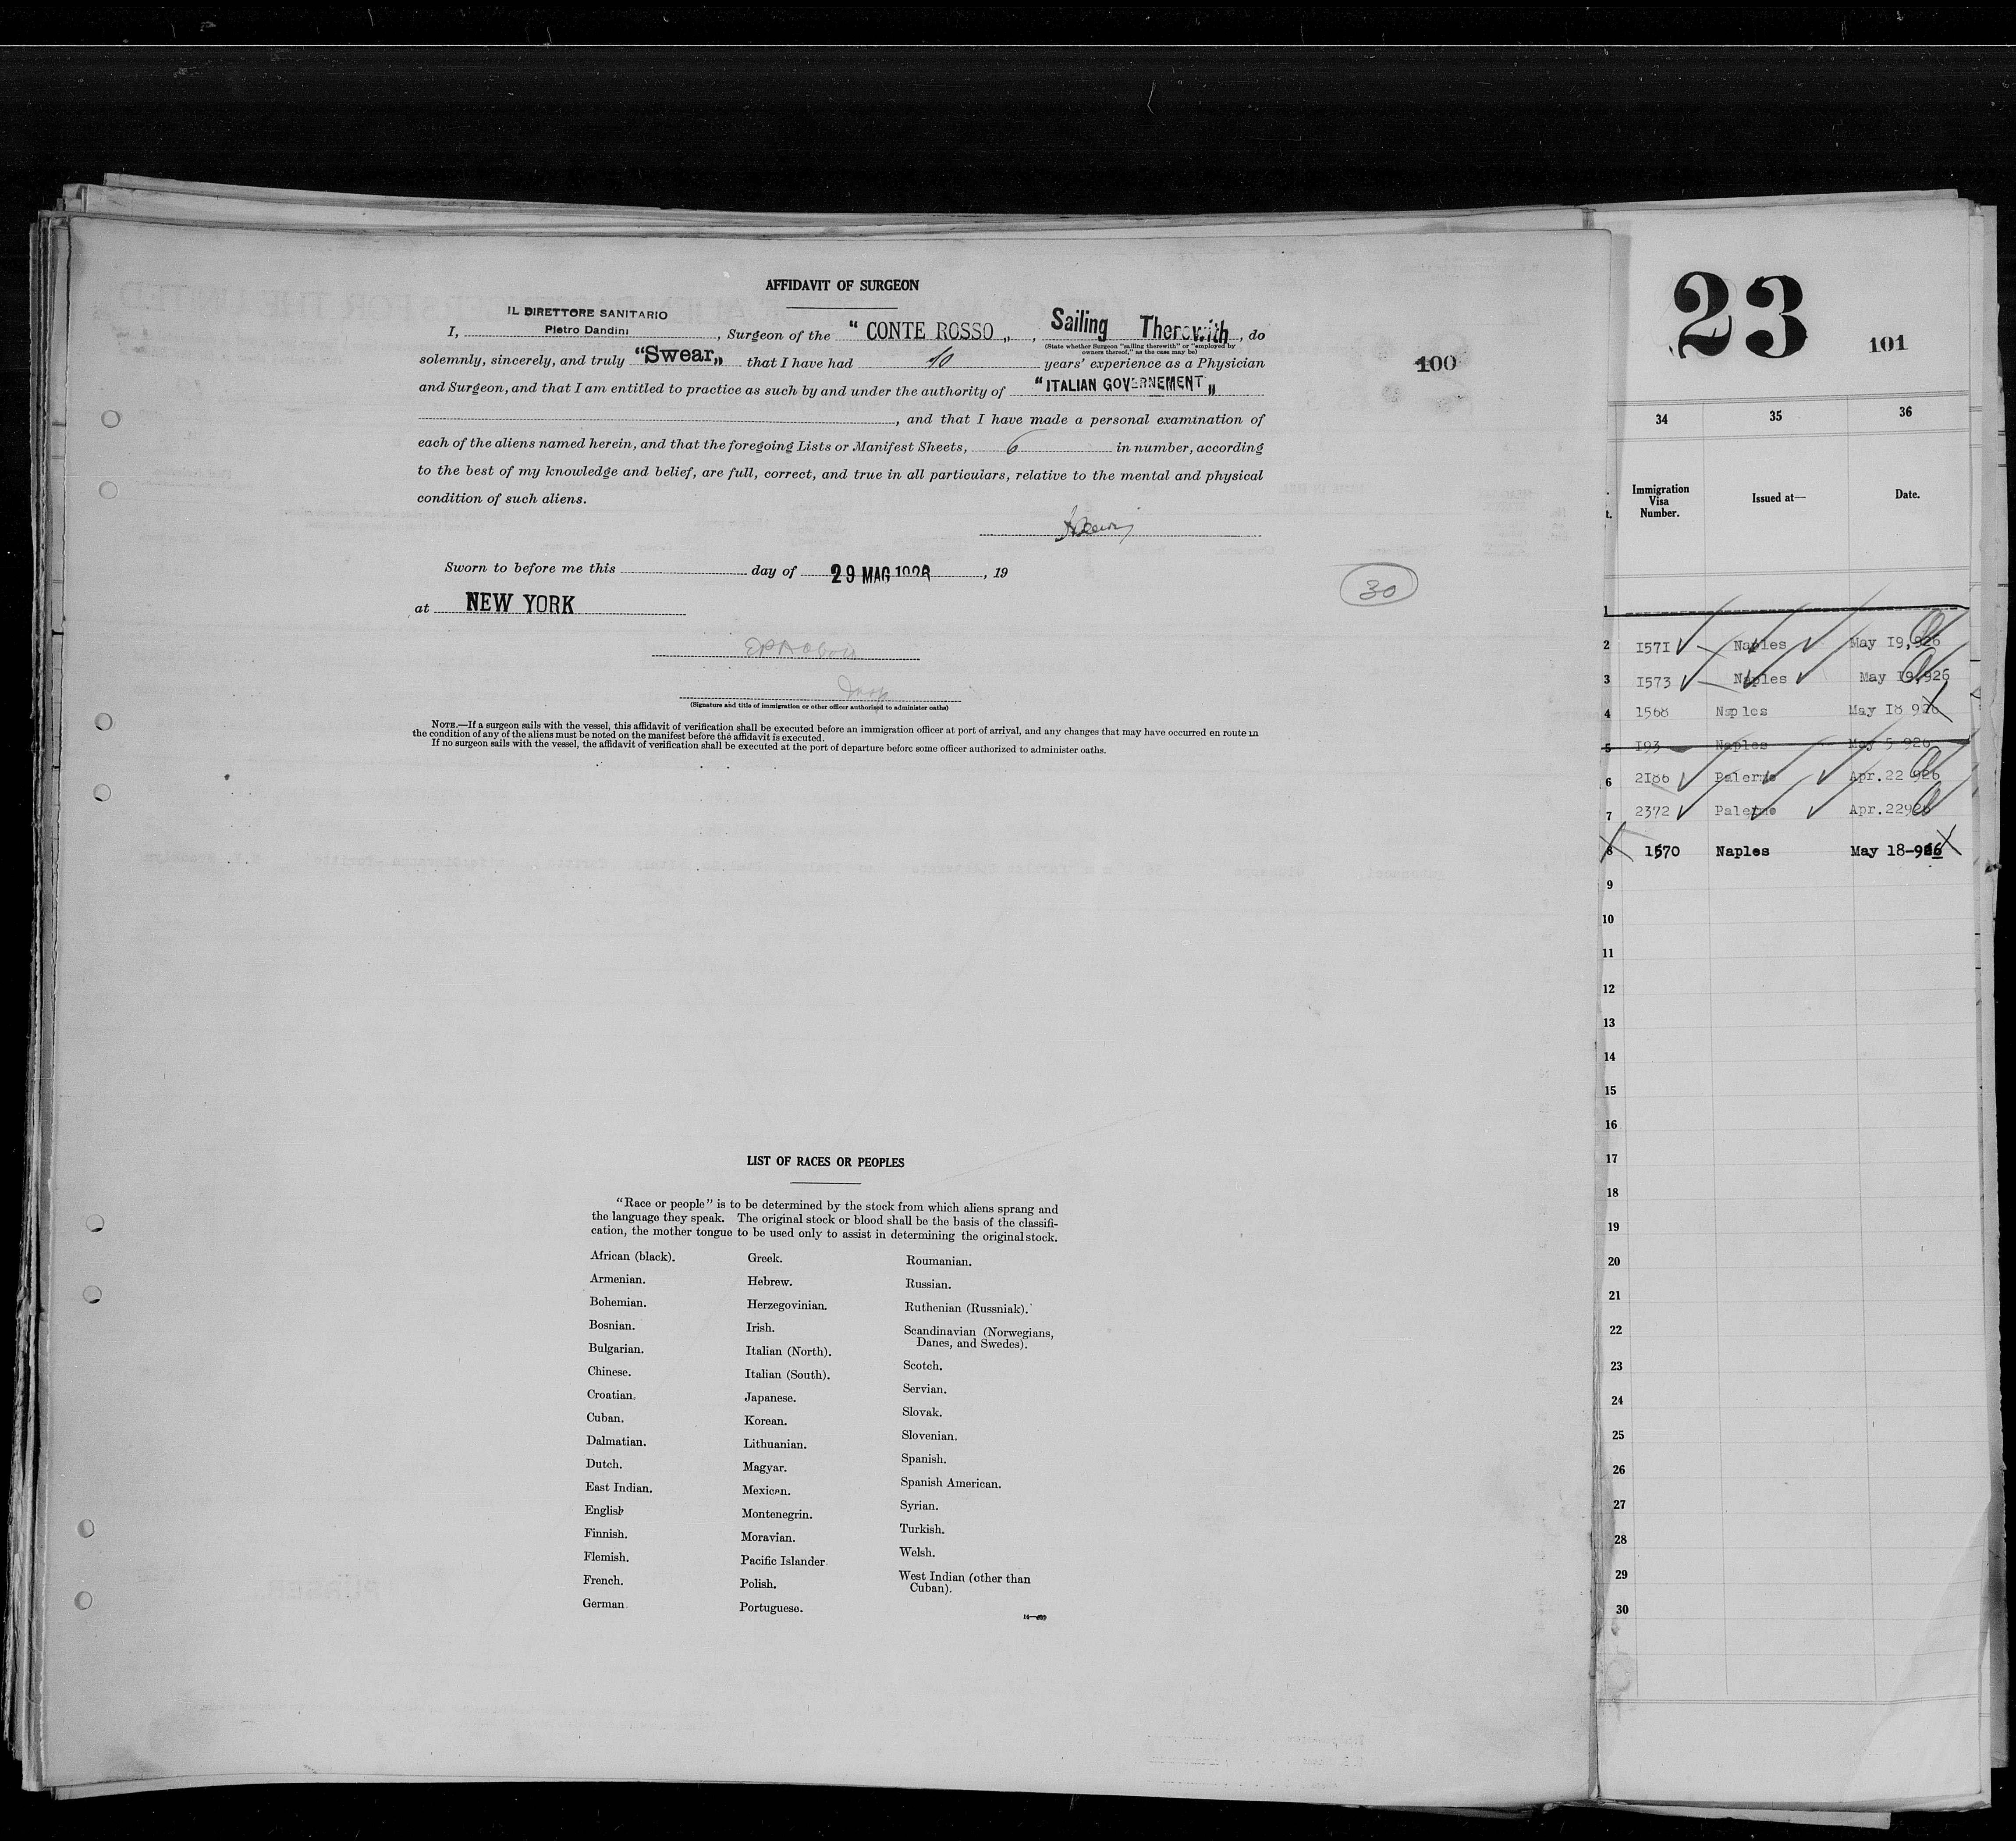 AFFIDAVIT OF SURGEON
IL DIRETTORE SANITARIO
I, Pietro Dandini, Surgeon of the “ CONTE ROSSO „, Sailing Therewith, do
(State whether Surgeon “sailing therewith” or “employed by
owners thereof,” as the case may be)
solemnly, sincerely, and truly “Swear„ that I have had 10 years’ experience as a Physician
and Surgeon, and that I am entitled to practice as such by and under the authority of “ITALIAN GOVERNEMENT„
, and that I have made a personal examination of
each of the aliens named herein, and that the foregoing Lists or Manifest Sheets, 6 in number, according
to the best of my knowledge and belief, are full, correct, and true in all particulars, relative to the mental and physical
condition of such aliens.
Sworn to before me this day of 29 MAG 1926, 19
at NEW YORK
(Signature and title of immigration or other officer authorized to administer oaths)
NOTE.—If a surgeon sails with the vessel, this affidavit of verification shall be executed before an immigration officer at port of arrival, and any changes that may have occurred en route in
the condition of any of the aliens must be noted on the manifest before the affidavit is executed.
If no surgeon sails with the vessel, the affidavit of verification shall be executed at the port of departure before some officer authorized to administer oaths.
100
30
LIST OF RACES OR PEOPLES
“Race or people” is to be determined by the stock from which aliens sprang and
the language they speak. The original stock or blood shall be the basis of the classifi-
cation, the mother tongue to be used only to assist in determining the original stock.
African (black).
Armenian.
Bohemian.
Bosnian.
Bulgarian.
Chinese.
Croatian.
Cuban.
Dalmatian.
Dutch.
East Indian.
English
Finnish.
Flemish.
French.
German.
Greek.
Hebrew.
Herzegovinian.
Irish.
Italian (North).
Italian (South).
Japanese.
Korean.
Lithuanian.
Magyar.
Mexican.
Montenegrin.
Moravian.
Pacific Islander.
Polish.
Portuguese.
Roumanian.
Russian.
Ruthenian (Russniak).
Scandinavian (Norwegians,
Danes, and Swedes).
Scotch.
Servian.
Slovak.
Slovenian.
Spanish.
Spanish American.
Syrian.
Turkish.
Welsh.
West Indian (other than
Cuban).
23
101
34 35 36
Immigration
Visa
Number.
Issued at—
Date.
1
2 1571 Naples May 19,926
3 1573 Naples May 19,926
4 1568 Naples May 18 926
5 193 Naples May 5 926
6 2186 Palermo Apr.22 926
7 2372 Palermo Apr.22926
8 1570 Naples May 18-926
9
10
11
12
13
14
15
16
17
18
19
20
21
22
23
24
25
26
27
28
29
30